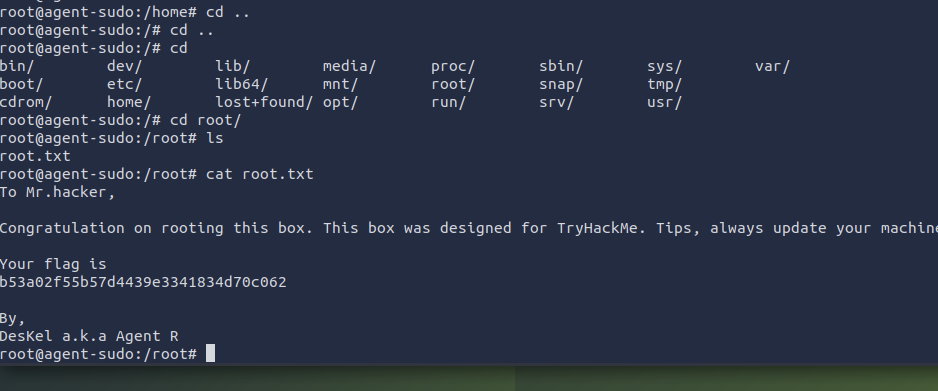 root@agent-sudo:/home# cd ..
root@agent-sudo:/# cd ..
root@agent-sudo:/# cd
bin/ dev/ lib/ media/ proc/ sbin/ sys/ var/
boot/ etc/ lib64/ mnt/ root/ snap/ tmp/
cdrom/ home/ lost+found/ opt/ run/ srv/ usr/
root@agent-sudo:/# cd root/
root@agent-sudo:/root# ls
root.txt
root@agent-sudo:/root# cat root.txt
To Mr.hacker,
Congratulation on rooting this box. This box was designed for TryHackMe. Tips, always update your machine
Your flag is
b53a02f55b57d4439e3341834d70c062
By,
DesKel a.k.a Agent R
root@agent-sudo:/root#